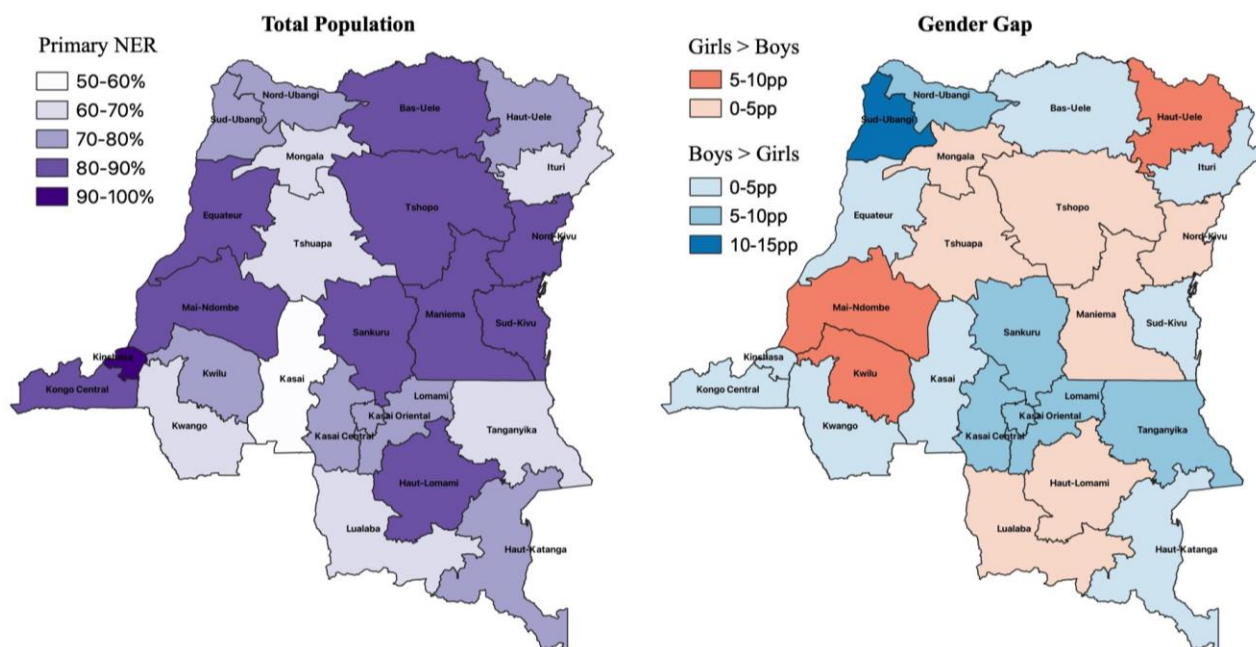 Total Population
Primary NER
50-60%
60-70%
70-80%
80-90%
90-100%
Nord-Ubangi
Sud-Ubangi
Bas-Uele
Haut-Uele
Mongala
Ituri
Equateur
Tshopo
Tshuapa
Nord-Kivu
Mai-Ndombe
Sankuru
Maniema
Sud-Kivu
Kinshasa
Kongo Central
Kwilu
Kasai
Kwango
Lomami
Kasai Oriental
Kasai Central
Tanganyika
Haut-Lomami
Lualaba
Haut-Katanga
Gender Gap
Girls > Boys
5-10pp
0-5pp
Boys > Girls
0-5pp
5-10pp
10-15pp
Nord-Ubangi
Sud-Ubangi
Bas-Uele
Haut-Uele
Mongala
Ituri
Equateur
Tshopo
Tshuapa
Nord-Kivu
Mai-Ndombe
Sankuru
Maniema
Sud-Kivu
Kinshasa
Kongo Central
Kwilu
Kasai
Kwango
Lomami
Kasai Oriental
Kasai Central
Tanganyika
Haut-Lomami
Lualaba
Haut-Katanga